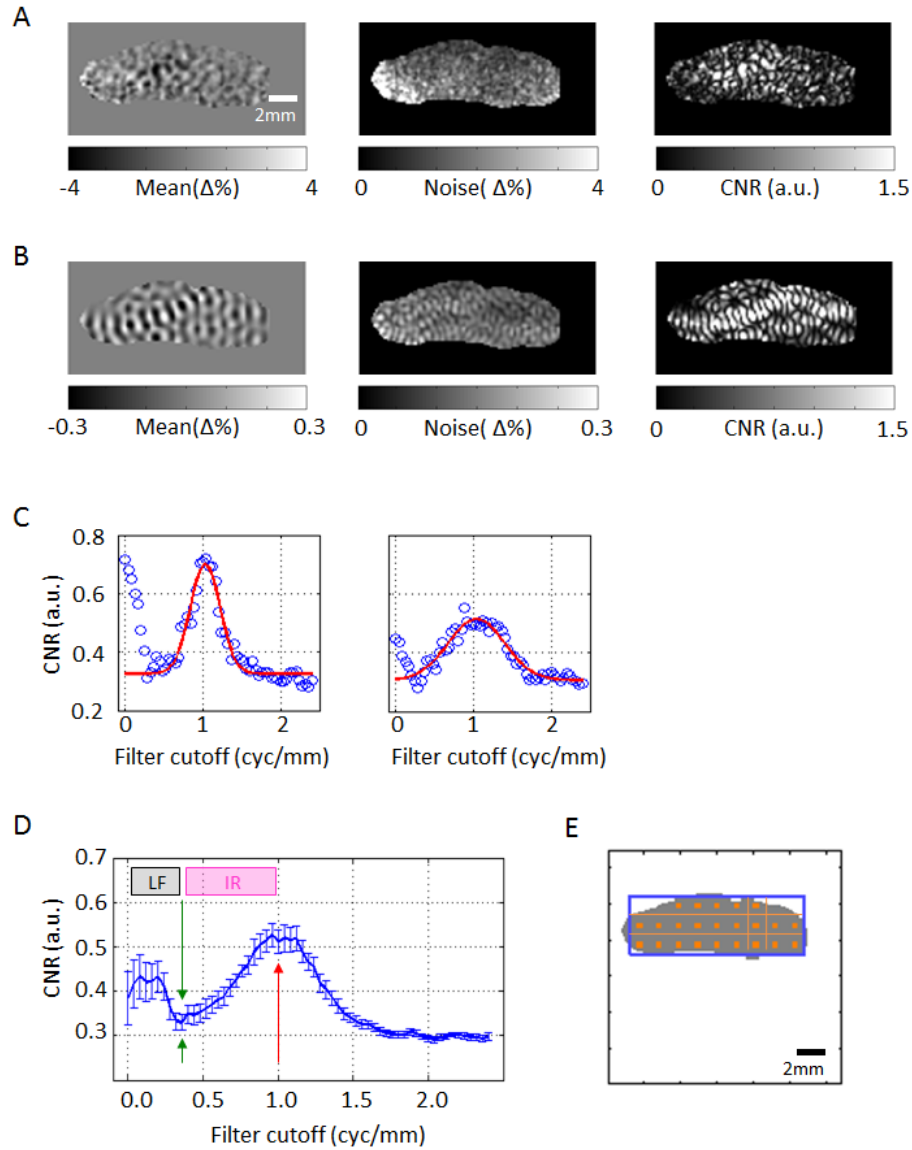 A
2mm
-4 Mean(Δ%) 4
0 Noise( Δ%) 4
0 CNR (a.u.) 1.5
B
-0.3 Mean(Δ%) 0.3
0 Noise( Δ%) 0.3
0 CNR (a.u.) 1.5
C
0.8
0.6
0.4
0.2
CNR (a.u.)
0 1 2
0 1 2
Filter cutoff (cyc/mm)
Filter cutoff (cyc/mm)
D
0.7
0.6
0.5
0.4
0.3
CNR (a.u.)
LF IR
0.0 0.5 1.0 1.5 2.0
Filter cutoff (cyc/mm)
E
2mm